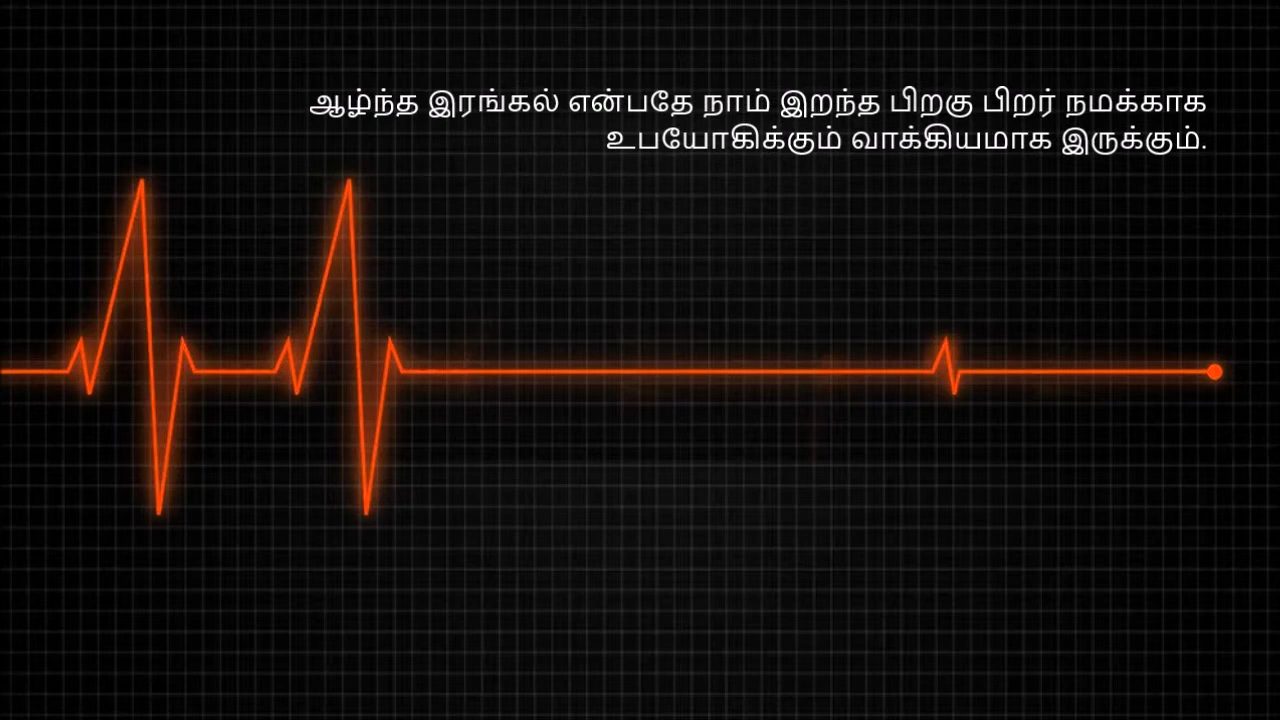 ஆழ்ந்த இரங்கல் என்பதே நாம் இறந்த பிறகு பிறர் நமக்காக
உபயோகிக்கும் வாக்கியமாக இருக்கும்.